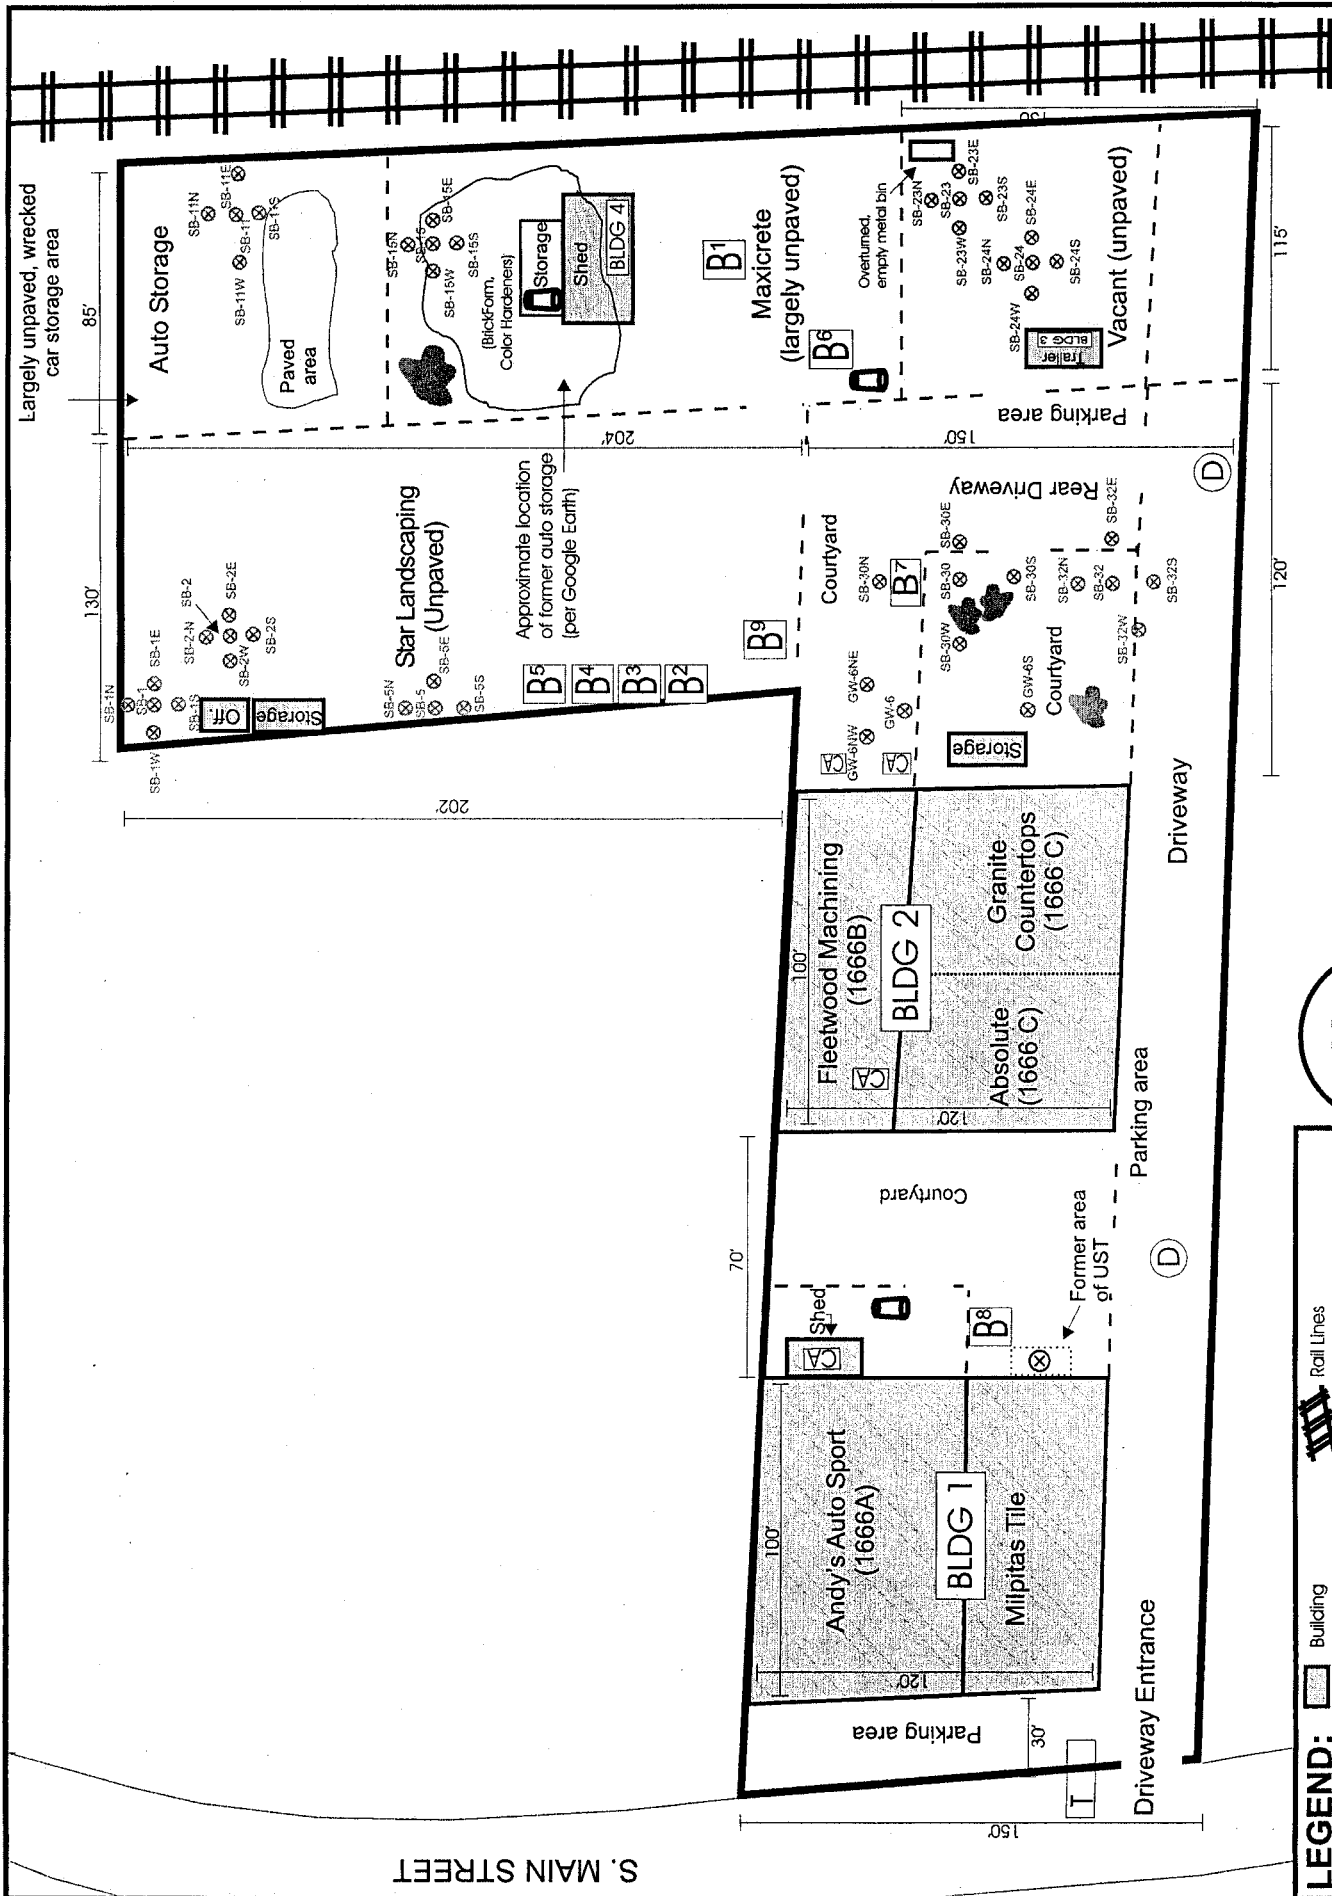 Largely unpaved, wrecked
car storage area
85'
130'
Auto Storage
SB-11N
SB-11E
SB-11
SB-11S
SB-11W
Paved
area
SB-15N
SB-15E
SB-15
SB-15W
SB-15S
(BrickForm,
Color Hardeners)
Storage
Shed
BLDG 4
B1
Maxicrete
(largely unpaved)
B6
Overturned,
empty metal bin
SB-23N
SB-23E
SB-23
SB-23S
SB-23W
SB-24N
SB-24E
SB-24
SB-24S
SB-24W
Trailer
BLDG 3
Vacant (unpaved)
115'
120'
Parking area
204'
150'
SB-1N
SB-1E
SB-1
SB-1S
SB-1W
SB-2
SB-2-N
SB-2E
SB-2W
SB-2S
Off.
Storage
202'
Star Landscaping
(Unpaved)
SB-5N
SB-5E
SB-5
SB-5S
Approximate location
of former auto storage
(per Google Earth)
B5
B4
B3
B2
B9
Courtyard
SB-30N
B7
SB-30E
SB-30
SB-30S
SB-30W
Rear Driveway
SB-32E
SB-32N
SB-32
SB-32S
SB-32W
GW-6NE
GW-6
GW-6NW
GW-6S
Courtyard
CA
CA
Storage
D
Driveway
Fleetwood Machining
(1666B)
100'
BLDG 2
Granite
Countertops
(1666 C)
Absolute
(1666 C)
CA
120'
Parking area
70'
Courtyard
Shed
CA
B8
Former area
of UST
D
100'
Andy's Auto Sport
(1666A)
BLDG 1
Milpitas Tile
120'
Parking area
30'
T
Driveway Entrance
150'
S. MAIN STREET
LEGEND:
Building
Rail Lines